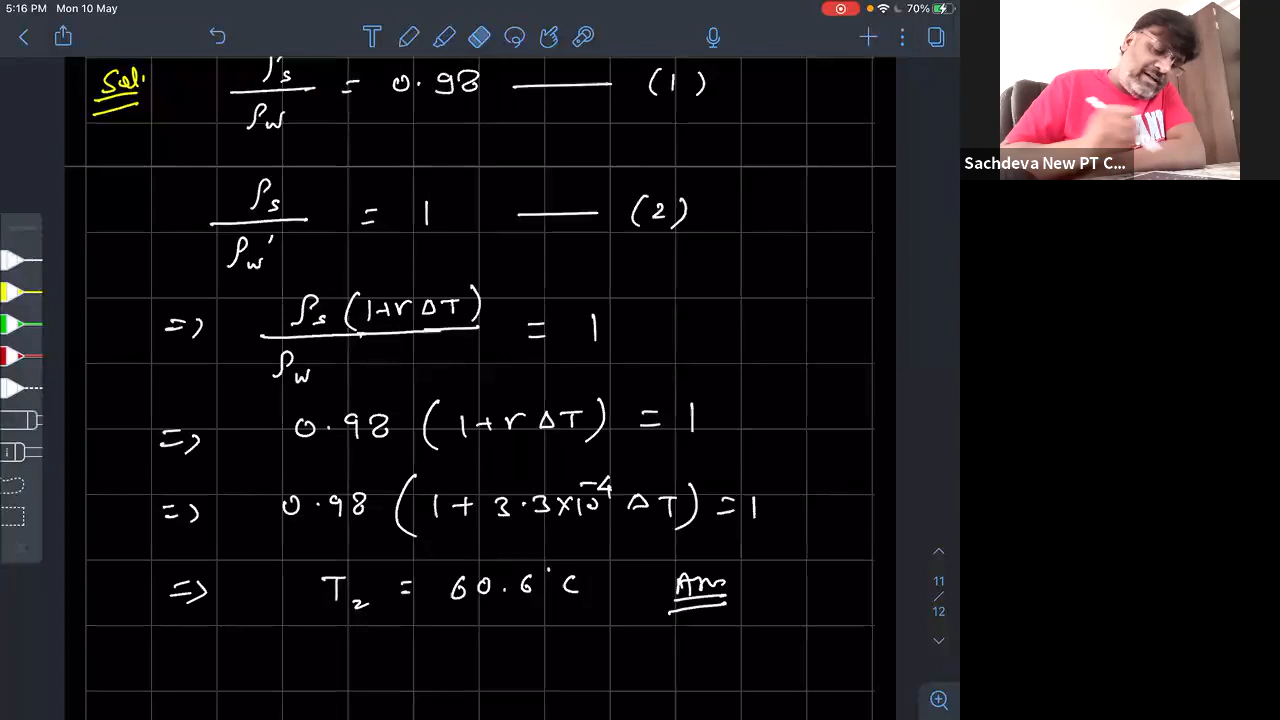 5:16 PM Mon 10 May
70%
Sol: ρs / ρw = 0.98 —— (1)
ρs / ρw' = 1 —— (2)
=> ρs (1+r ΔT) / ρw = 1
=> 0.98 (1+r ΔT) = 1
=> 0.98 (1 + 3.3×10⁻⁴ ΔT) = 1
=> T₂ = 60.6°C Ans
11
/
12
Sachdeva New PT C...